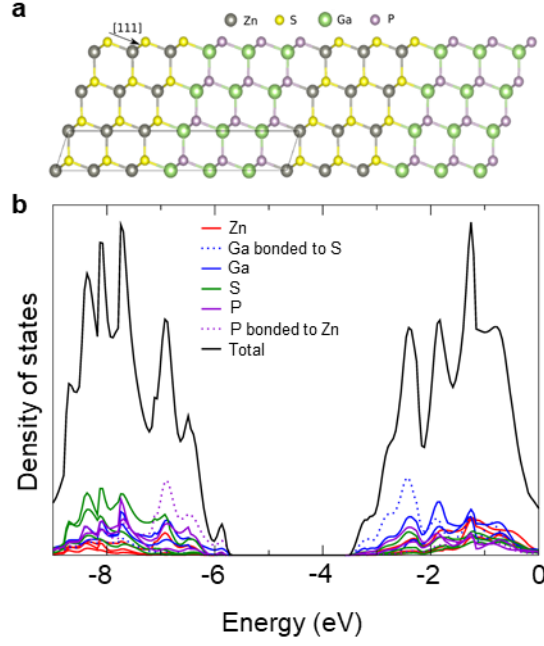 a
[111]
Zn S Ga P
b
Zn
Ga bonded to S
Ga
S
P
P bonded to Zn
Total
Density of states
-8 -6 -4 -2 0
Energy (eV)